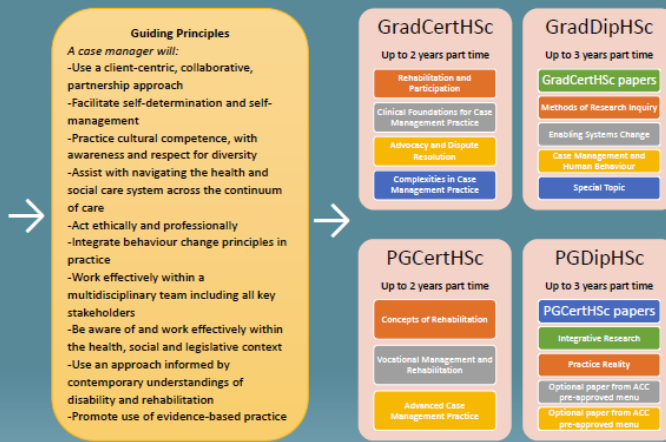 Guiding Principles
A case manager will:
-Use a client-centric, collaborative,
partnership approach
-Facilitate self-determination and self-
management
-Practice cultural competence, with
awareness and respect for diversity
-Assist with navigating the health and
social care system across the continuum
of care
-Act ethically and professionally
-Integrate behaviour change principles in
practice
-Work effectively within a
multidisciplinary team including all key
stakeholders
-Be aware of and work effectively within
the health, social and legislative context
-Use an approach informed by
contemporary understandings of
disability and rehabilitation
-Promote use of evidence-based practice
GradCertHSc
Up to 2 years part time
Rehabilitation and
Participation
Clinical Foundations for Case
Management Practice
Advocacy and Dispute
Resolution
Complexities in Case
Management Practice
GradDipHSc
Up to 3 years part time
GradCertHSc papers
Methods of Research Inquiry
Enabling Systems Change
Case Management and
Human Behaviour
Special Topic
PGCertHSc
Up to 2 years part time
Concepts of Rehabilitation
Vocational Management and
Rehabilitation
Advanced Case
Management Practice
PGDipHSc
Up to 3 years part time
PGCertHSc papers
Integrative Research
Practice Reality
Optional paper from ACC
pre-approved menu
Optional paper from ACC
pre-approved menu